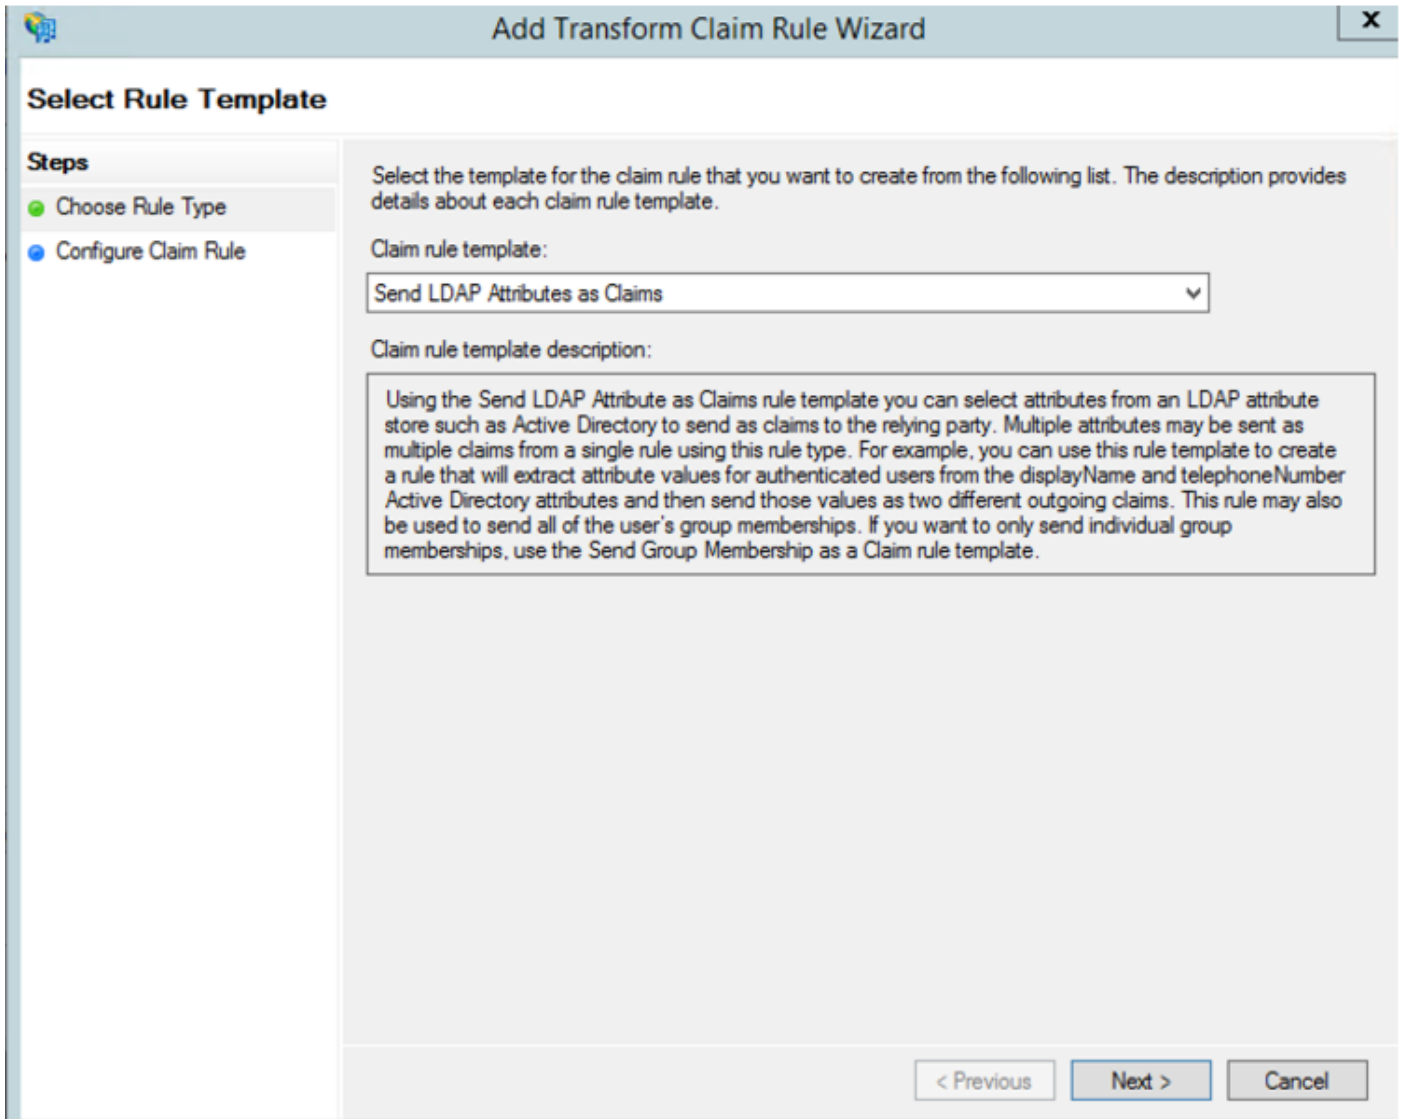 Add Transform Claim Rule Wizard
x
Select Rule Template
Steps
Choose Rule Type
Configure Claim Rule
Select the template for the claim rule that you want to create from the following list. The description provides
details about each claim rule template.
Claim rule template:
Send LDAP Attributes as Claims
Claim rule template description:
Using the Send LDAP Attribute as Claims rule template you can select attributes from an LDAP attribute
store such as Active Directory to send as claims to the relying party. Multiple attributes may be sent as
multiple claims from a single rule using this rule type. For example, you can use this rule template to create
a rule that will extract attribute values for authenticated users from the displayName and telephoneNumber
Active Directory attributes and then send those values as two different outgoing claims. This rule may also
be used to send all of the user's group memberships. If you want to only send individual group
memberships, use the Send Group Membership as a Claim rule template.
< Previous
Next >
Cancel